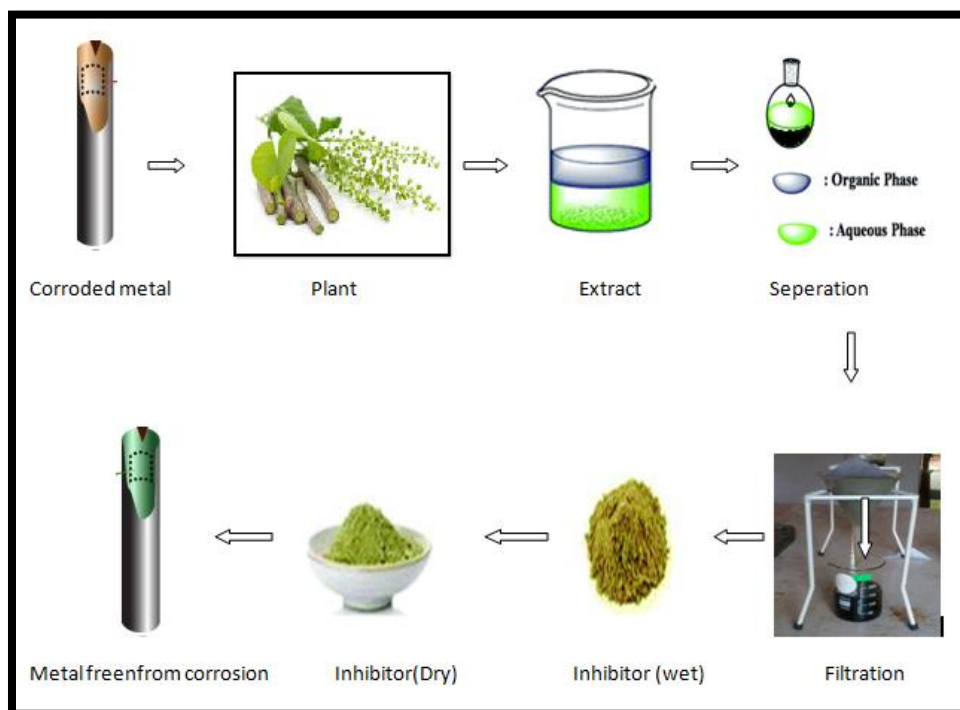 : Organic Phase
: Aqueous Phase
Corroded metal
Plant
Extract
Seperation
Metal freenfrom corrosion
Inhibitor(Dry)
Inhibitor (wet)
Filtration